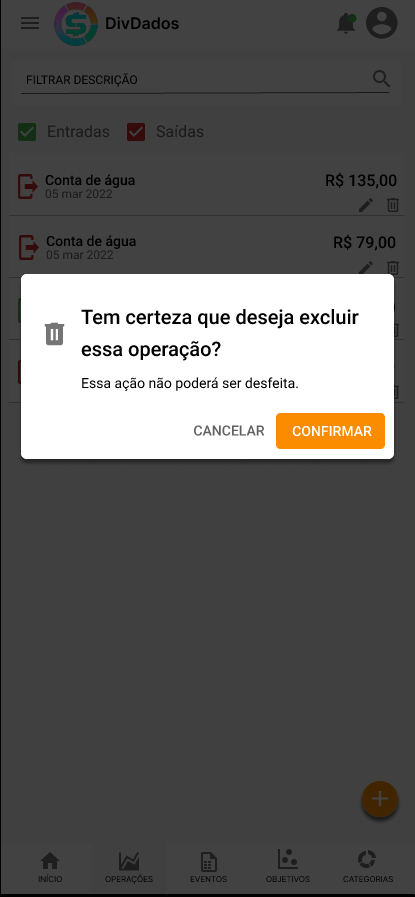 DivDados
FILTRAR DESCRIÇÃO
Entradas
Saídas
Conta de água
R$ 135,00
05 mar 2022
Conta de água
R$ 79,00
05 mar 2022
Tem certeza que deseja excluir
essa operação?
Essa ação não poderá ser desfeita.
CANCELAR
CONFIRMAR
INÍCIO
OPERAÇÕES
EVENTOS
OBJETIVOS
CATEGORIAS